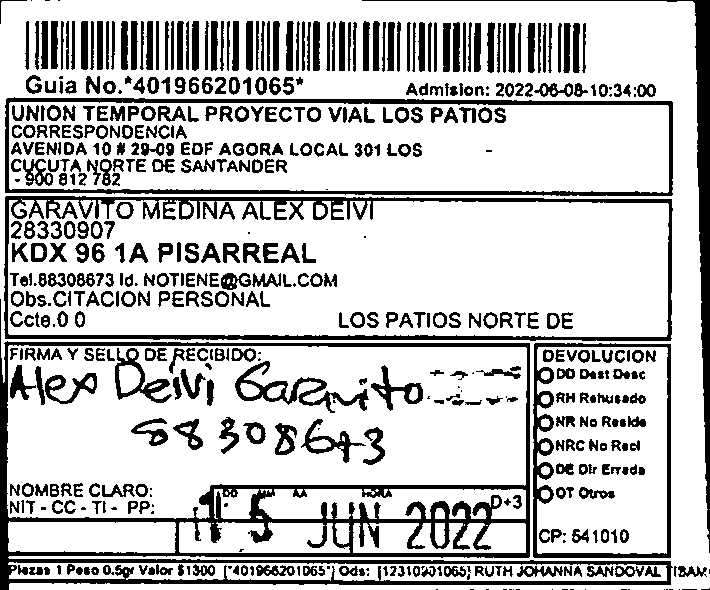 Guia No.*401966201065*
Admision: 2022-06-08-10:34:00
UNION TEMPORAL PROYECTO VIAL LOS PATIOS
CORRESPONDENCIA
AVENIDA 10 # 29-09 EDF AGORA LOCAL 301 LOS -
CUCUTA NORTE DE SANTANDER
- 900 812 782
GARAVITO MEDINA ALEX DEIVI
28330907
KDX 96 1A PISARREAL
Tel.88308673 Id. NOTIENE@GMAIL.COM
Obs.CITACION PERSONAL
Ccte.0 0 LOS PATIOS NORTE DE
FIRMA Y SELLO DE RECIBIDO:
Alex Deivi Garavito
88308673
DEVOLUCION
DD Dest Desc
RH Rehusado
NR No Reside
NRC No Recl
DE Dir Errada
OT Otros
NOMBRE CLARO:
NIT - CC - TI - PP:
DD MM AA HORA
D+3
15 JUN 2022
CP: 541010
Piezas 1 Peso 0.5gr Valor $1300 [*401966201065*] Ods: [12310201065] RUTH JOHANNA SANDOVAL